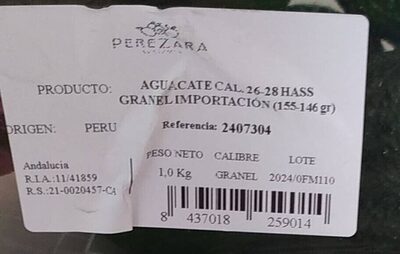 PEREZARA
PRODUCTO: AGUACATE CAL. 26-28 HASS
GRANEL IMPORTACIÓN (155-146 gr)
ORIGEN: PERU Referencia: 2407304
Andalucia PESO NETO CALIBRE LOTE
R.I.A.:11/41859 1,0 Kg GRANEL 2024/0FM110
R.S.:21-0020457-CA
8 437018 259014